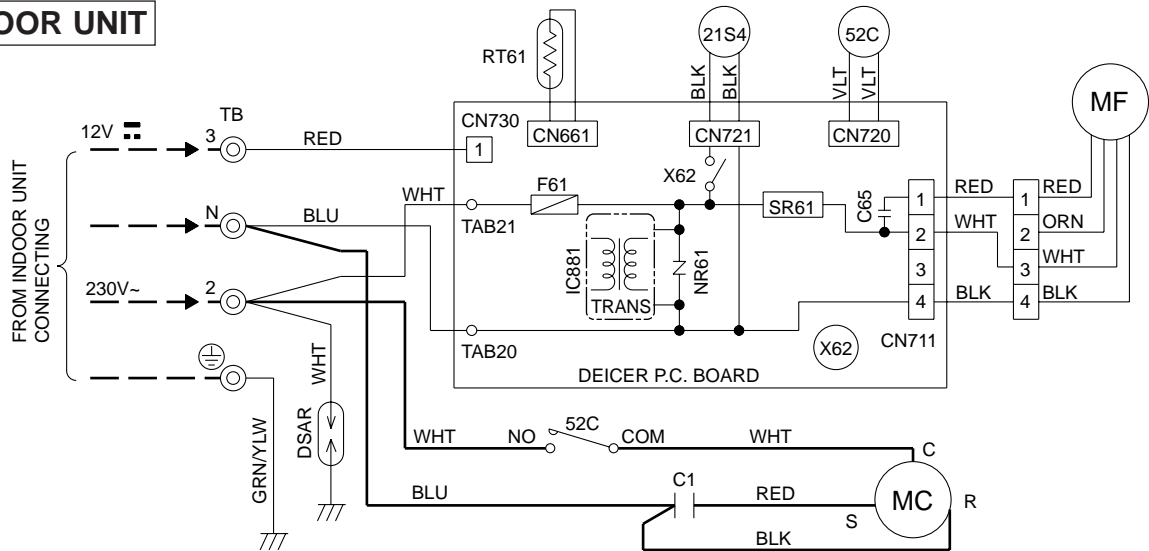 OOR UNIT
RT61
21S4
52C
BLK
BLK
VLT
VLT
MF
12V
3
TB
RED
CN730
1
CN661
CN721
CN720
X62
FROM INDOOR UNIT
CONNECTING
N
BLU
WHT
TAB21
F61
SR61
C65
1
2
3
4
CN711
RED
WHT
BLK
1
2
3
4
RED
ORN
WHT
BLK
IC881
TRANS
NR61
230V~
2
TAB20
X62
DEICER P.C. BOARD
WHT
DSAR
GRN/YLW
WHT
NO
52C
COM
WHT
C
BLU
C1
RED
S
MC
R
BLK